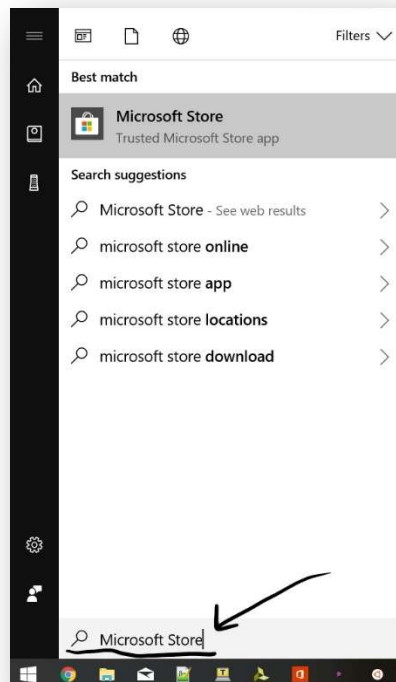 Filters
Best match
Microsoft Store
Trusted Microsoft Store app
Search suggestions
Microsoft Store - See web results
microsoft store online
microsoft store app
microsoft store locations
microsoft store download
Microsoft Store